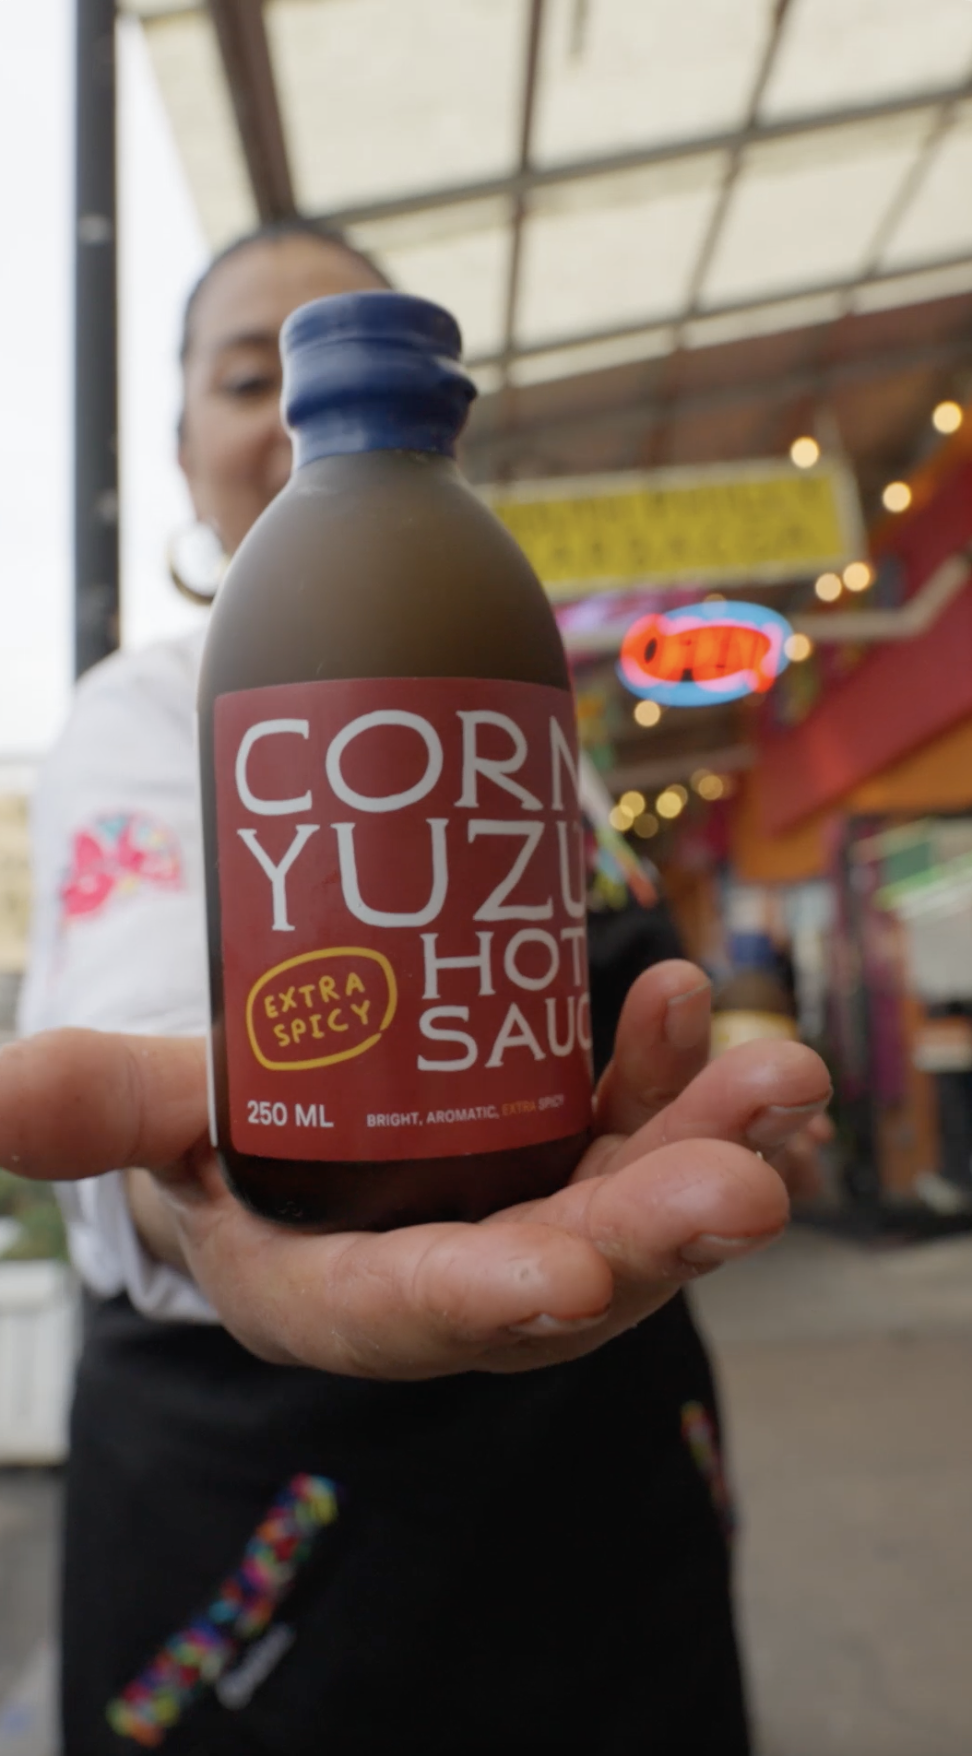 OPEN
CORN
YUZU
HOT
SAUC
EXTRA
SPICY
250 ML
BRIGHT, AROMATIC, EXTRA SPICY